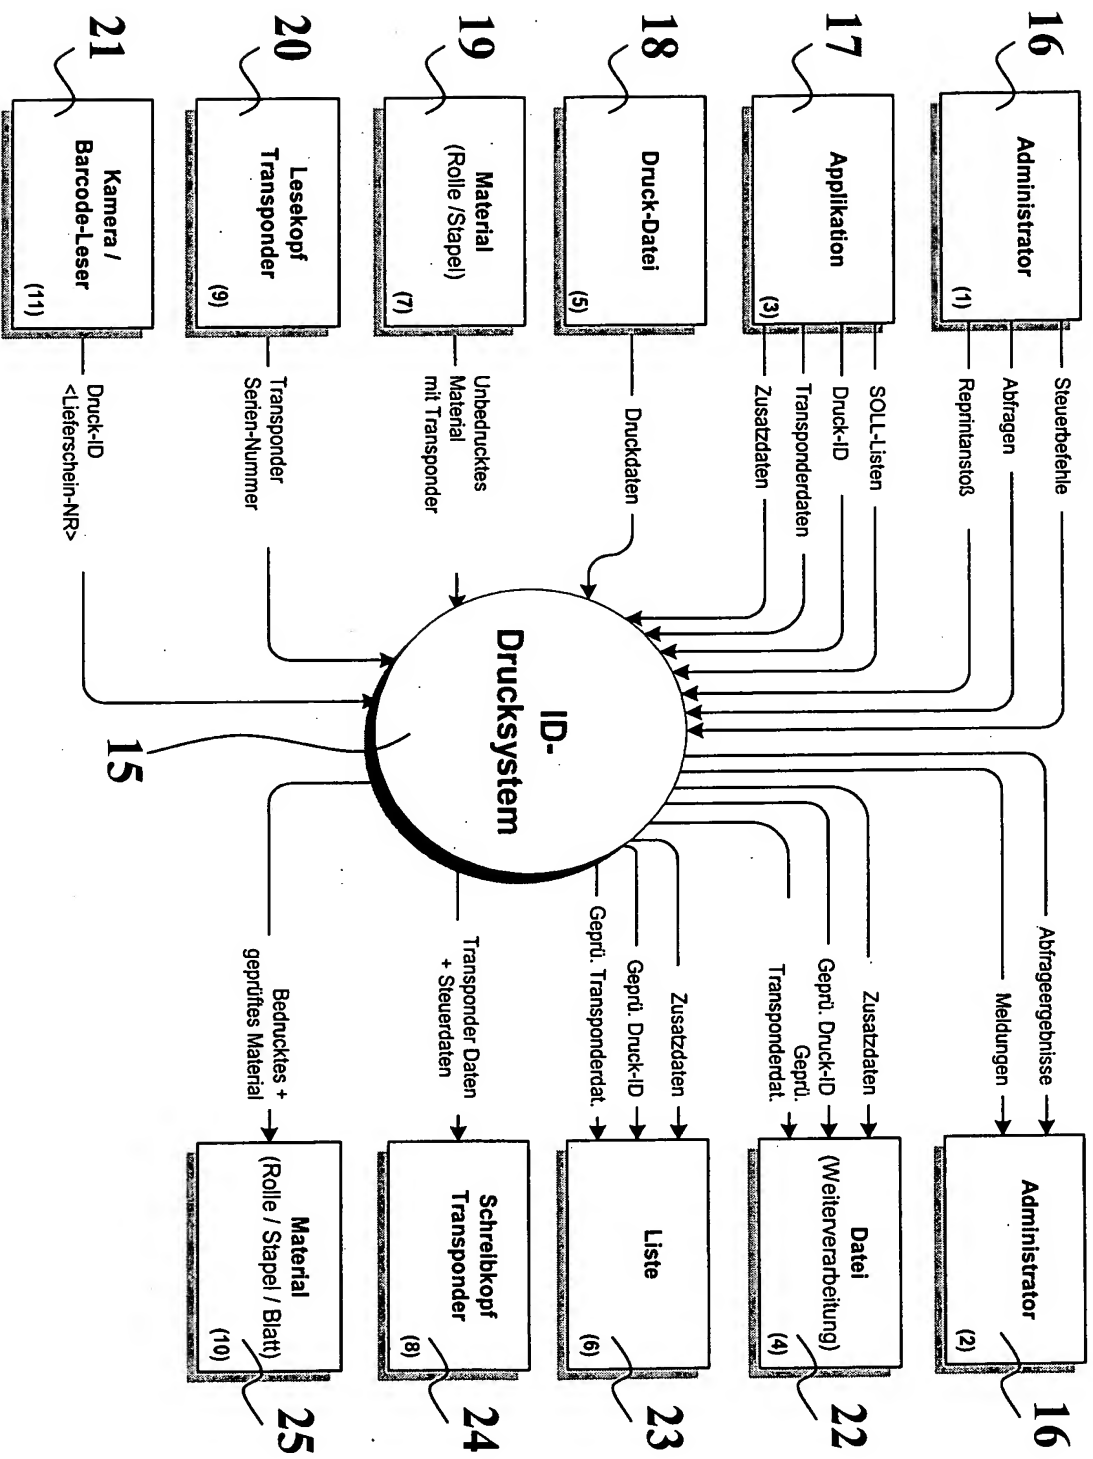 16
Administrator
(1)
Steuerbefehle
Abfragen
Reprintanstoß
17
Applikation
(3)
SOLL-Listen
Druck-ID
Transponderdaten
Zusatzdaten
18
Druck-Datei
(5)
Druckdaten
19
Material
(Rolle /Stapel)
(7)
Unbedrucktes
Material
mit Transponder
20
Lesekopf
Transponder
(9)
Transponder
Serien-Nummer
21
Kamera /
Barcode-Leser
(11)
Druck-ID
<Lieferschein-NR>
ID-
Drucksystem
15
Abfrageergebnisse
Meldungen
Administrator
(2)
16
Zusatzdaten
Geprü. Druck-ID
Geprü.
Transponderdat.
Datei
(Weiterverarbeitung)
(4)
22
Zusatzdaten
Geprü. Druck-ID
Geprü. Transponderdat.
Liste
(6)
23
Transponder Daten
+ Steuerdaten
Schreibkopf
Transponder
(8)
24
Bedrucktes +
geprüftes Material
Material
(Rolle / Stapel / Blatt)
(10)
25